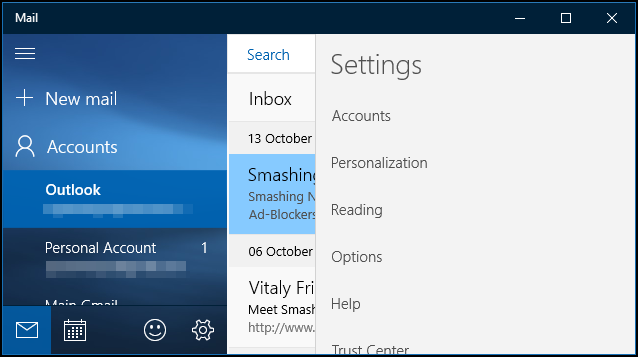 Mail
New mail
Accounts
Outlook
Personal Account 1
Main Gmail
Search
Inbox
13 October
Smashing
Smashing N
Ad-Blockers
06 October
Vitaly Fri
Meet Smash
http://www.
Settings
Accounts
Personalization
Reading
Options
Help
Trust Center